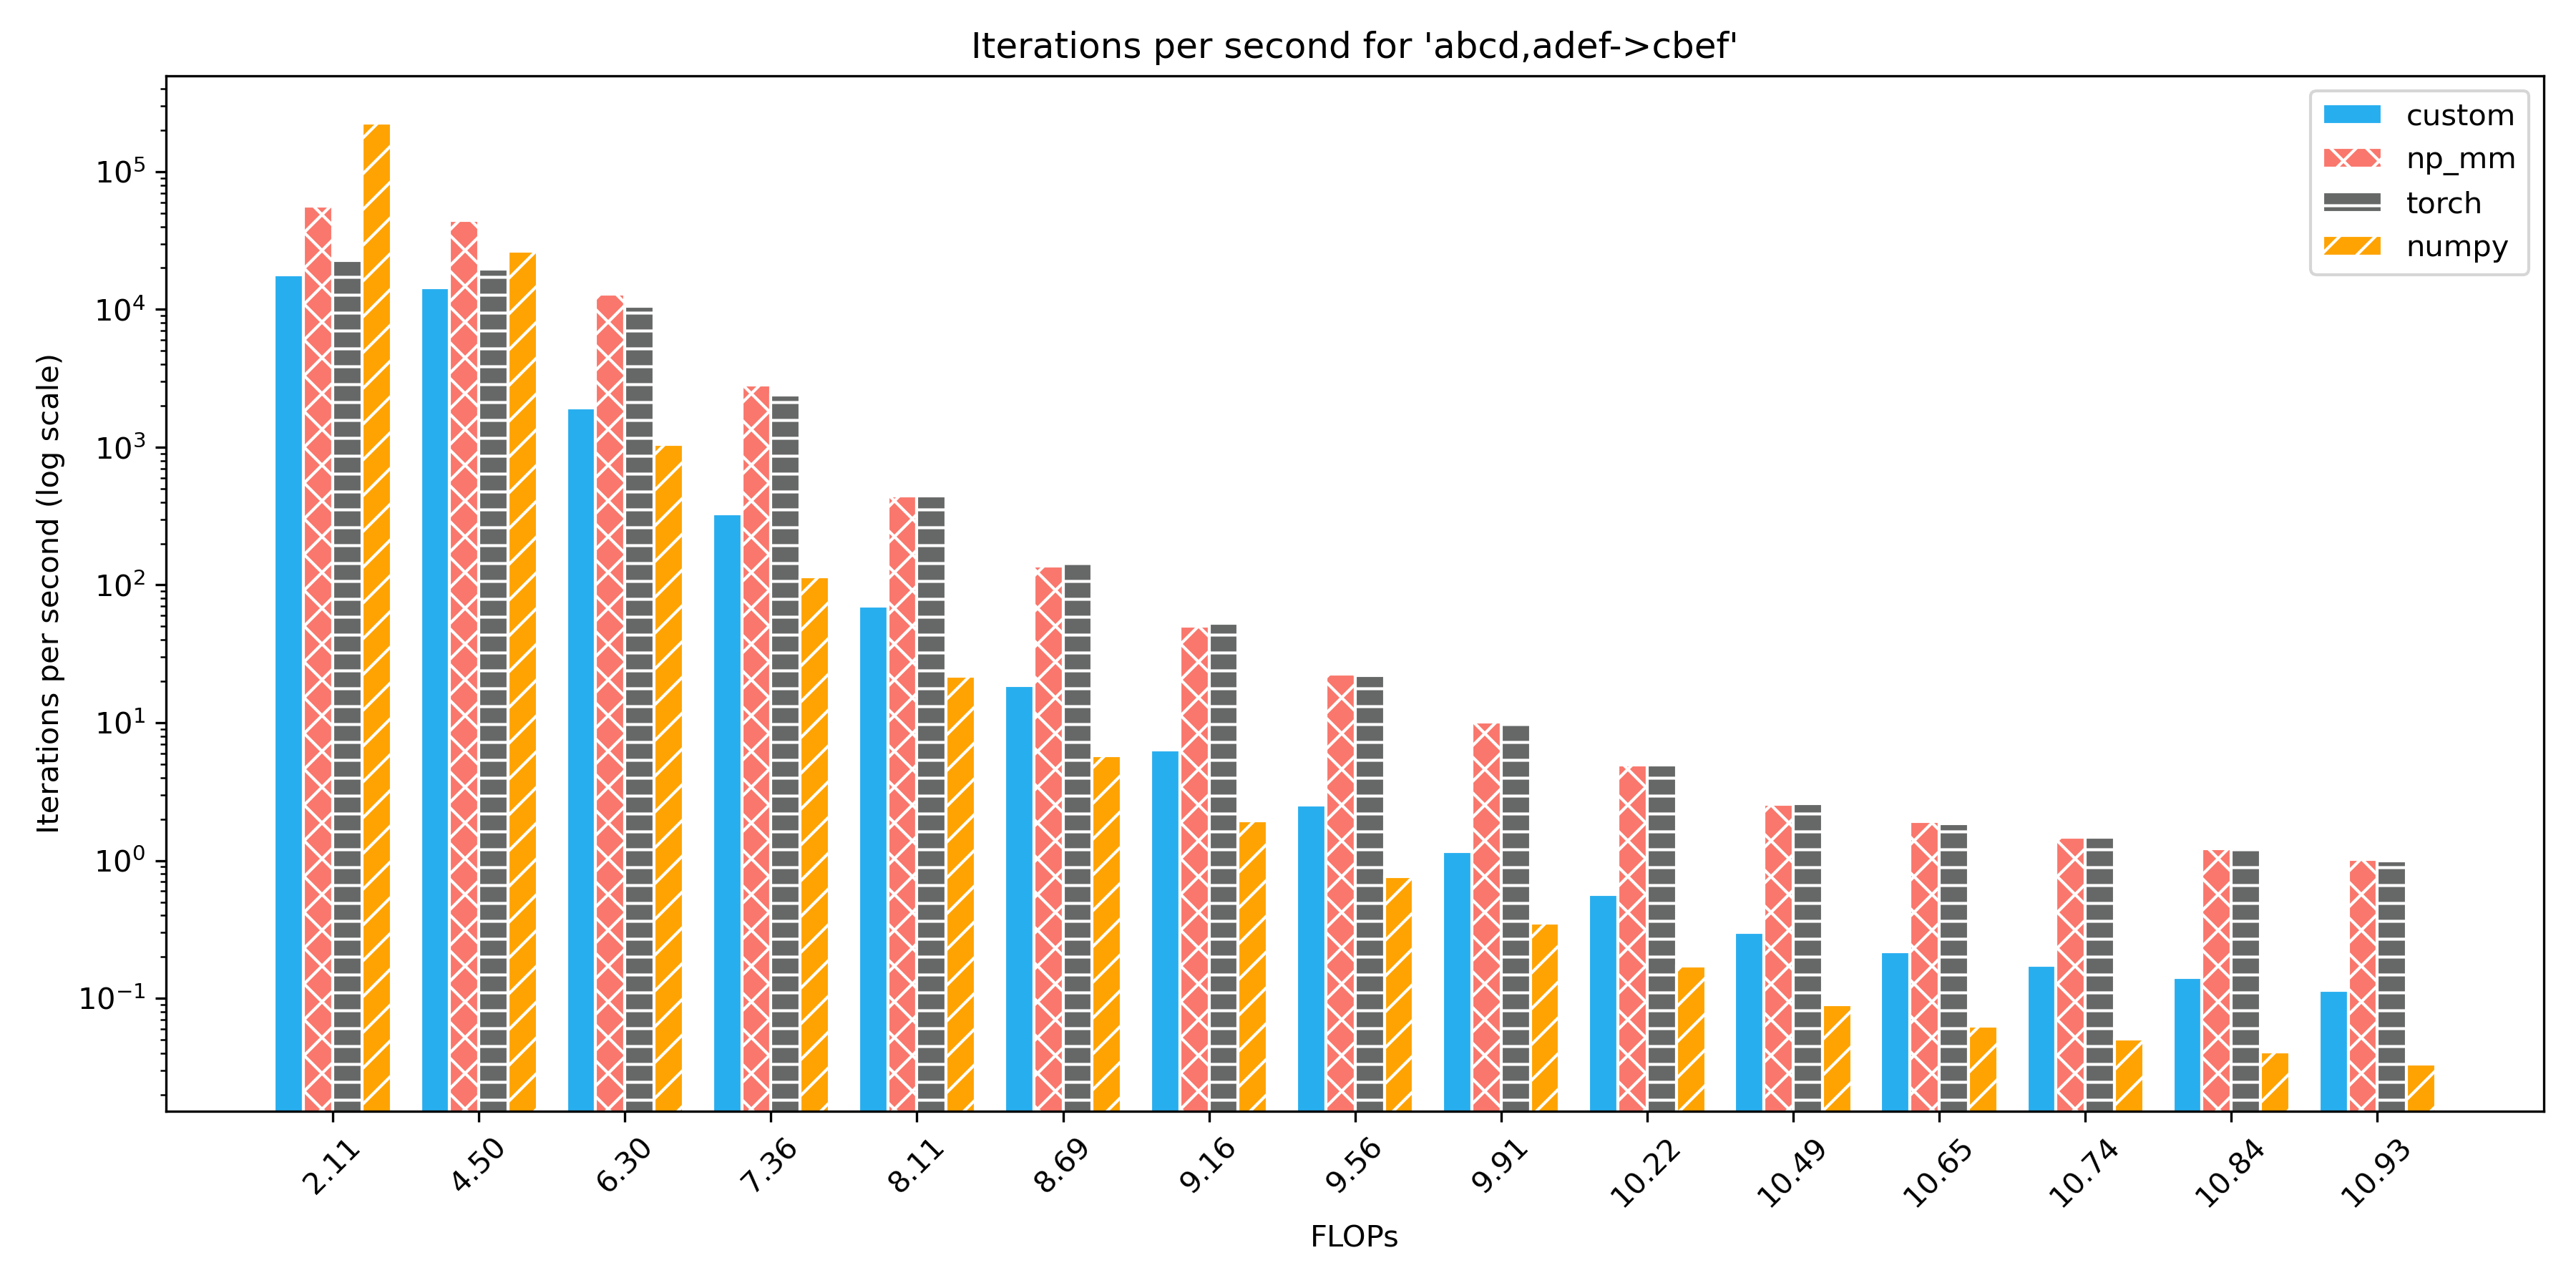 Iterations per second for 'abcd,adef->cbef'
custom
np_mm
torch
numpy
Iterations per second (log scale)
10⁵
10⁴
10³
10²
10¹
10⁰
10⁻¹
2.11 4.50 6.30 7.36 8.11 8.69 9.16 9.56 9.91 10.22 10.49 10.65 10.74 10.84 10.93
FLOPs